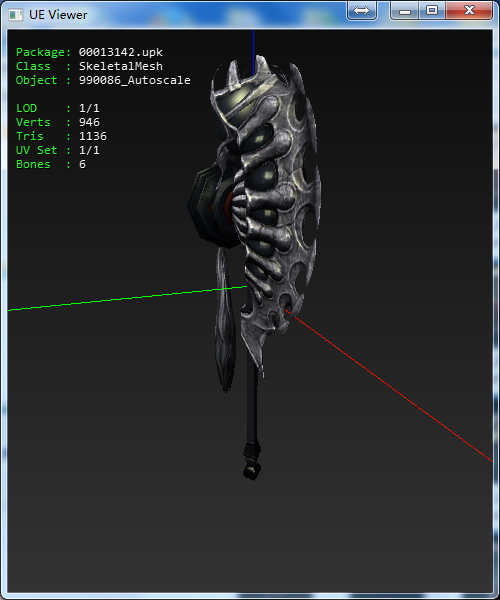 UE Viewer
Package: 00013142.upk
Class : SkeletalMesh
Object : 990086_Autoscale
LOD : 1/1
Verts : 946
Tris : 1136
UV Set : 1/1
Bones : 6